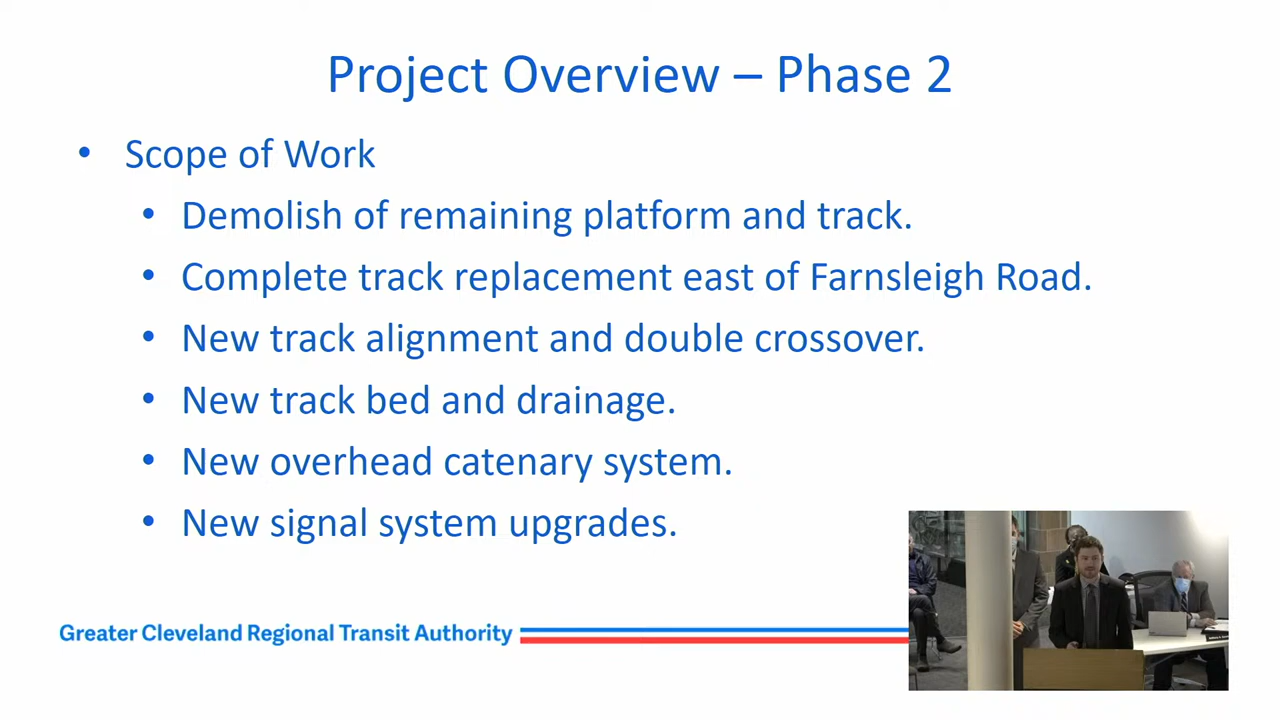 Project Overview – Phase 2
• Scope of Work
• Demolish of remaining platform and track.
• Complete track replacement east of Farnsleigh Road.
• New track alignment and double crossover.
• New track bed and drainage.
• New overhead catenary system.
• New signal system upgrades.
Greater Cleveland Regional Transit Authority